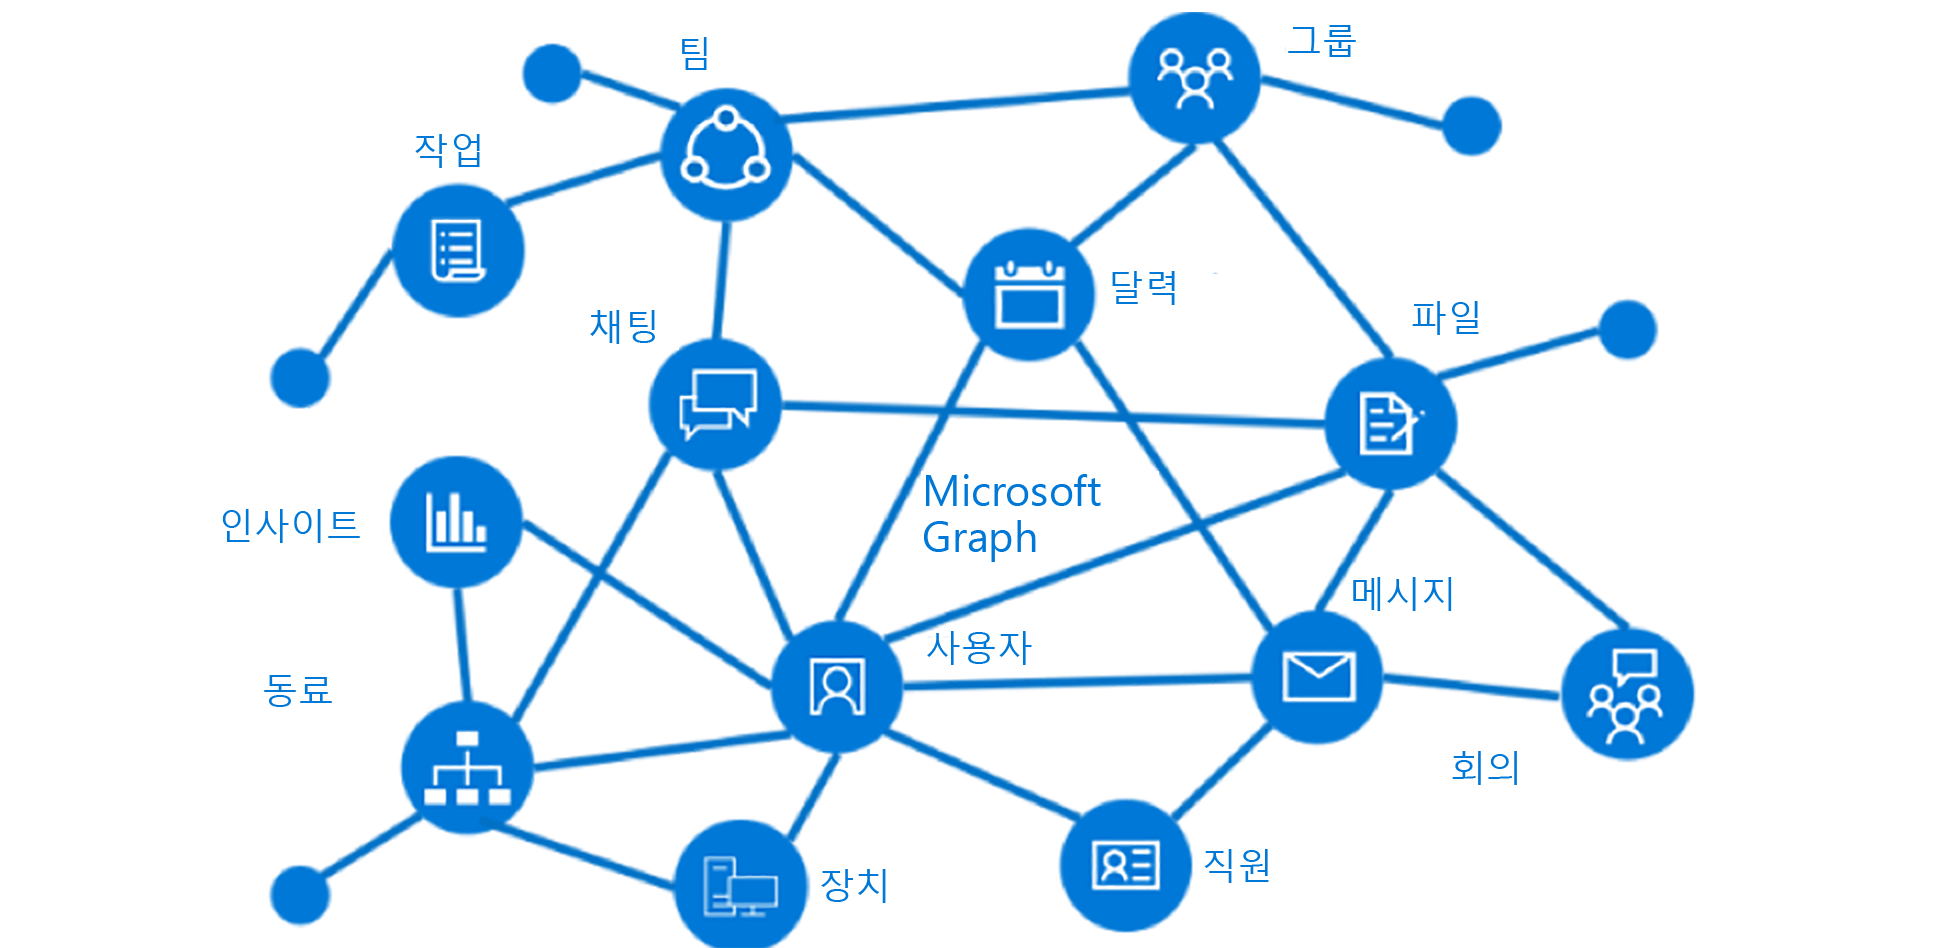 팀
그룹
작업
달력
채팅
파일
Microsoft
Graph
인사이트
메시지
사용자
동료
회의
직원
장치